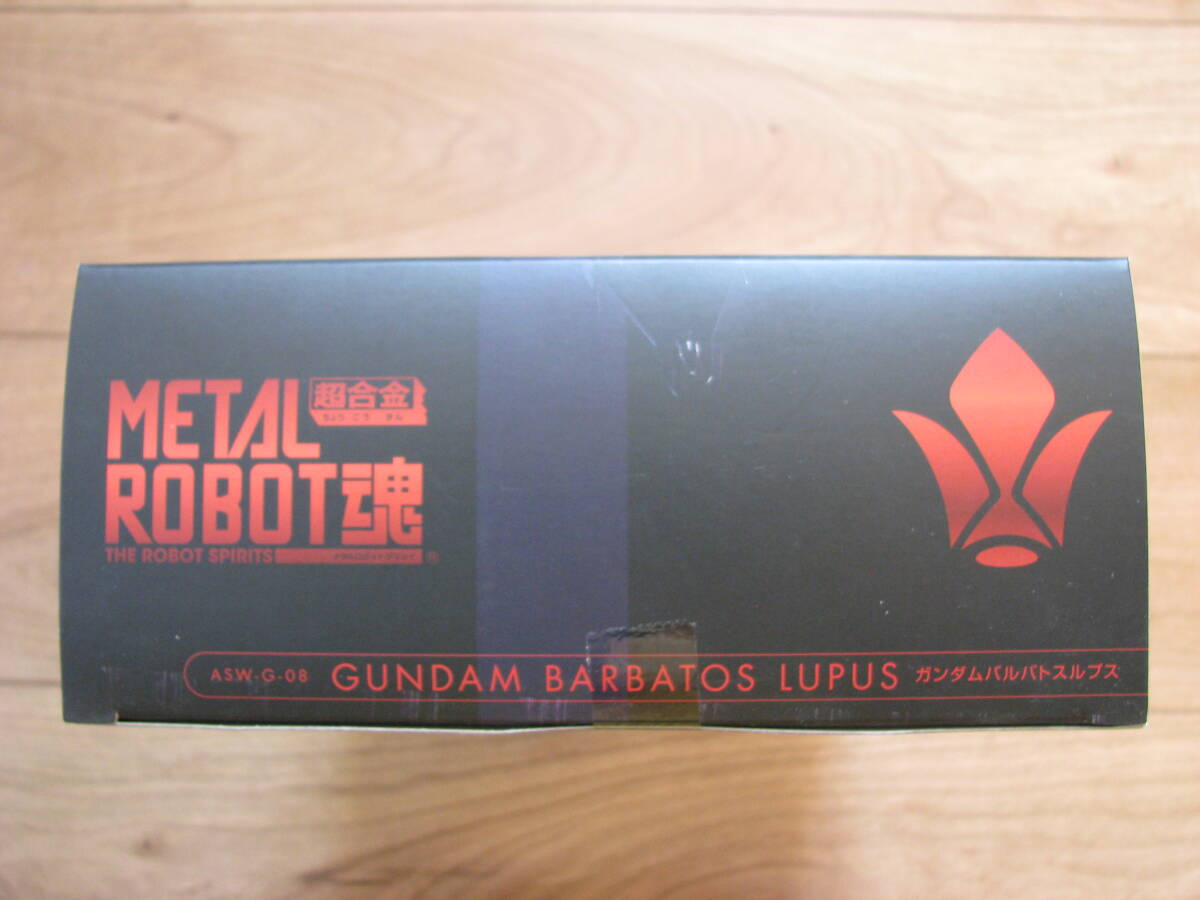 METAL
超合金
ちょう ごう きん
ROBOT魂
THE ROBOT SPIRITS
®
ASW-G-08 GUNDAM BARBATOS LUPUS ガンダムバルバトスルプス